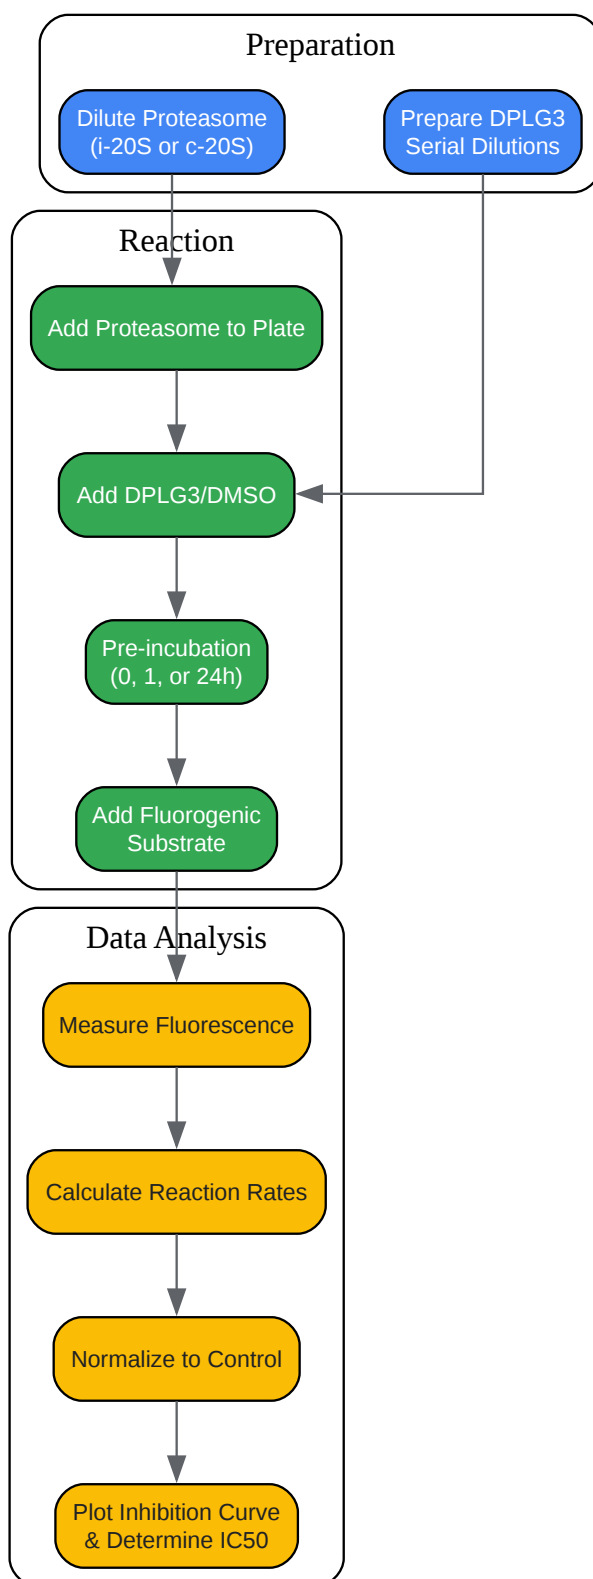 Preparation
Dilute Proteasome
(i-20S or c-20S)
Prepare DPLG3
Serial Dilutions
Reaction
Add Proteasome to Plate
Add DPLG3/DMSO
Pre-incubation
(0, 1, or 24h)
Add Fluorogenic
Substrate
Data Analysis
Measure Fluorescence
Calculate Reaction Rates
Normalize to Control
Plot Inhibition Curve
& Determine IC50